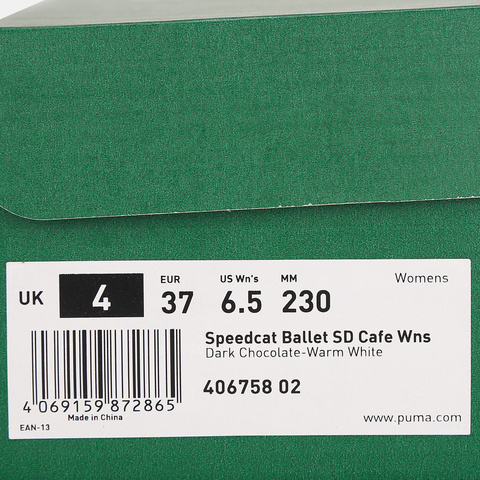 EUR US Wn's MM Womens
UK 4 37 6.5 230
Speedcat Ballet SD Cafe Wns
Dark Chocolate-Warm White
406758 02
4 069159 872865
Made in China
www.puma.com
EAN-13